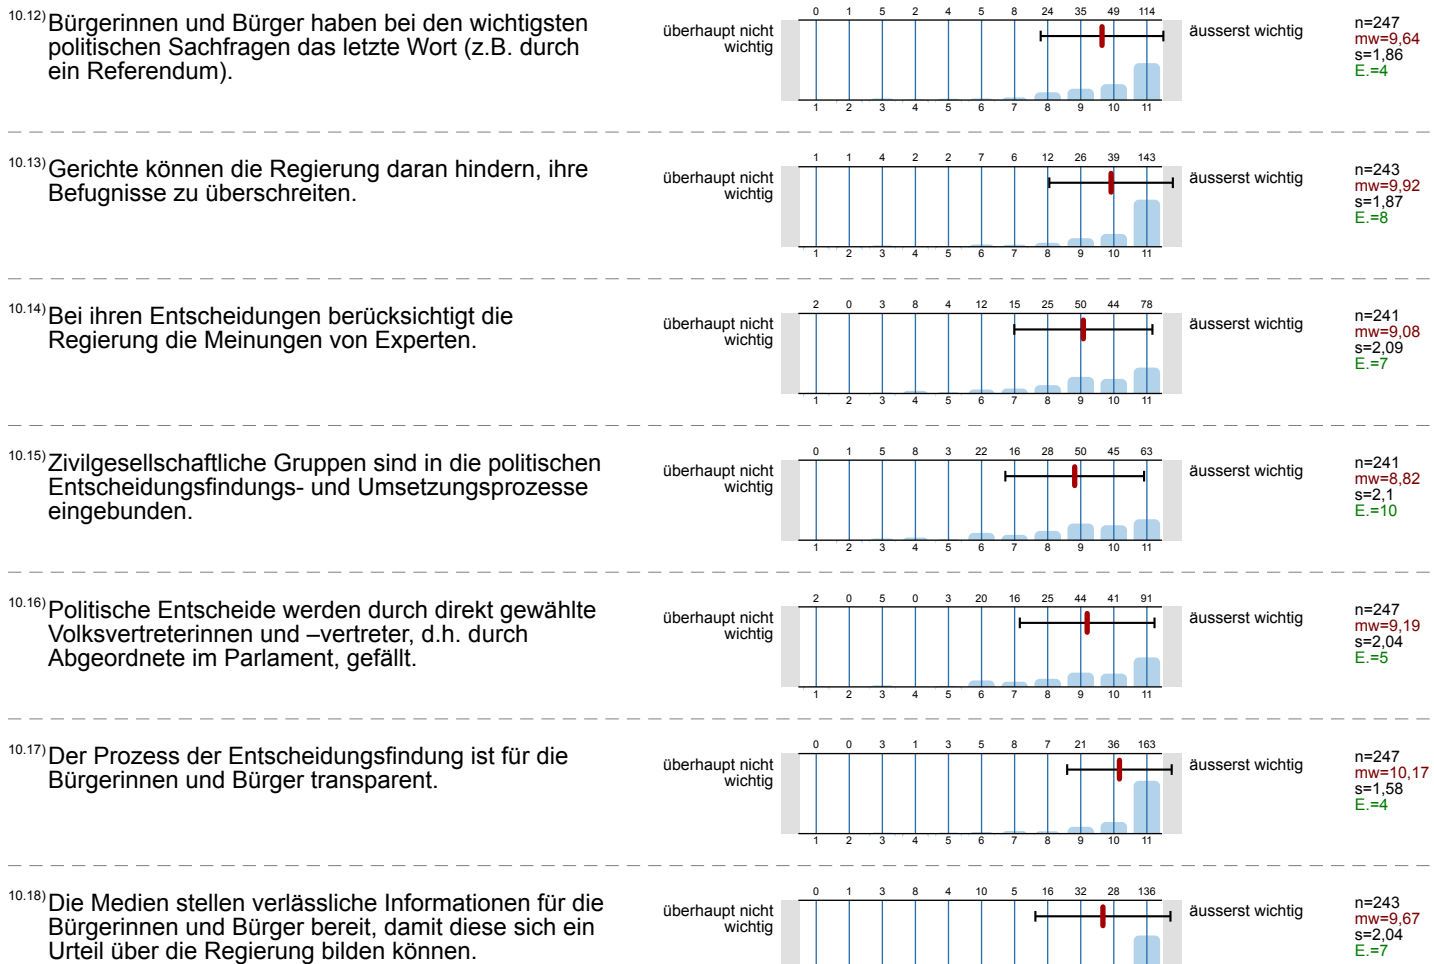 10.12) Bürgerinnen und Bürger haben bei den wichtigsten
politischen Sachfragen das letzte Wort (z.B. durch
ein Referendum).
überhaupt nicht
wichtig
0 1 5 2 4 5 8 24 35 49 114
1 2 3 4 5 6 7 8 9 10 11
äusserst wichtig
n=247
mw=9,64
s=1,86
E.=4
10.13) Gerichte können die Regierung daran hindern, ihre
Befugnisse zu überschreiten.
überhaupt nicht
wichtig
1 1 4 2 2 7 6 12 26 39 143
1 2 3 4 5 6 7 8 9 10 11
äusserst wichtig
n=243
mw=9,92
s=1,87
E.=8
10.14) Bei ihren Entscheidungen berücksichtigt die
Regierung die Meinungen von Experten.
überhaupt nicht
wichtig
2 0 3 8 4 12 15 25 50 44 78
1 2 3 4 5 6 7 8 9 10 11
äusserst wichtig
n=241
mw=9,08
s=2,09
E.=7
10.15) Zivilgesellschaftliche Gruppen sind in die politischen
Entscheidungsfindungs- und Umsetzungsprozesse
eingebunden.
überhaupt nicht
wichtig
0 1 5 8 3 22 16 28 50 45 63
1 2 3 4 5 6 7 8 9 10 11
äusserst wichtig
n=241
mw=8,82
s=2,1
E.=10
10.16) Politische Entscheide werden durch direkt gewählte
Volksvertreterinnen und –vertreter, d.h. durch
Abgeordnete im Parlament, gefällt.
überhaupt nicht
wichtig
2 0 5 0 3 20 16 25 44 41 91
1 2 3 4 5 6 7 8 9 10 11
äusserst wichtig
n=247
mw=9,19
s=2,04
E.=5
10.17) Der Prozess der Entscheidungsfindung ist für die
Bürgerinnen und Bürger transparent.
überhaupt nicht
wichtig
0 0 3 1 3 5 8 7 21 36 163
1 2 3 4 5 6 7 8 9 10 11
äusserst wichtig
n=247
mw=10,17
s=1,58
E.=4
10.18) Die Medien stellen verlässliche Informationen für die
Bürgerinnen und Bürger bereit, damit diese sich ein
Urteil über die Regierung bilden können.
überhaupt nicht
wichtig
0 1 3 8 4 10 5 16 32 28 136
äusserst wichtig
n=243
mw=9,67
s=2,04
E.=7